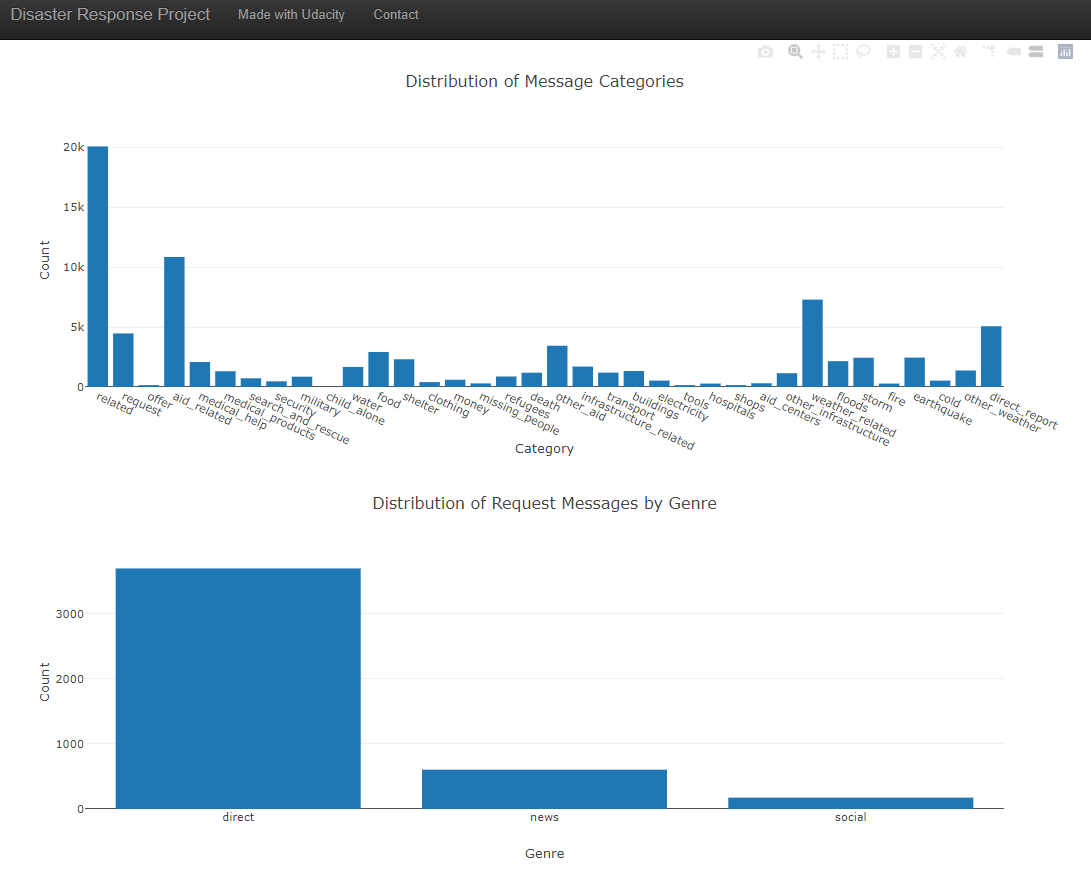 Disaster Response Project Made with Udacity Contact
Distribution of Message Categories
20k
15k
10k
5k
0
Count
related
request
offer
aid_related
medical_help
medical_products
search_and_rescue
security
military
child_alone
water
food
shelter
clothing
money
missing_people
refugees
death
other_aid
infrastructure_related
transport
buildings
electricity
tools
hospitals
shops
aid_centers
other_infrastructure
weather_related
floods
storm
fire
earthquake
cold
other_weather
direct_report
Category
Distribution of Request Messages by Genre
3000
2000
1000
0
Count
direct news social
Genre